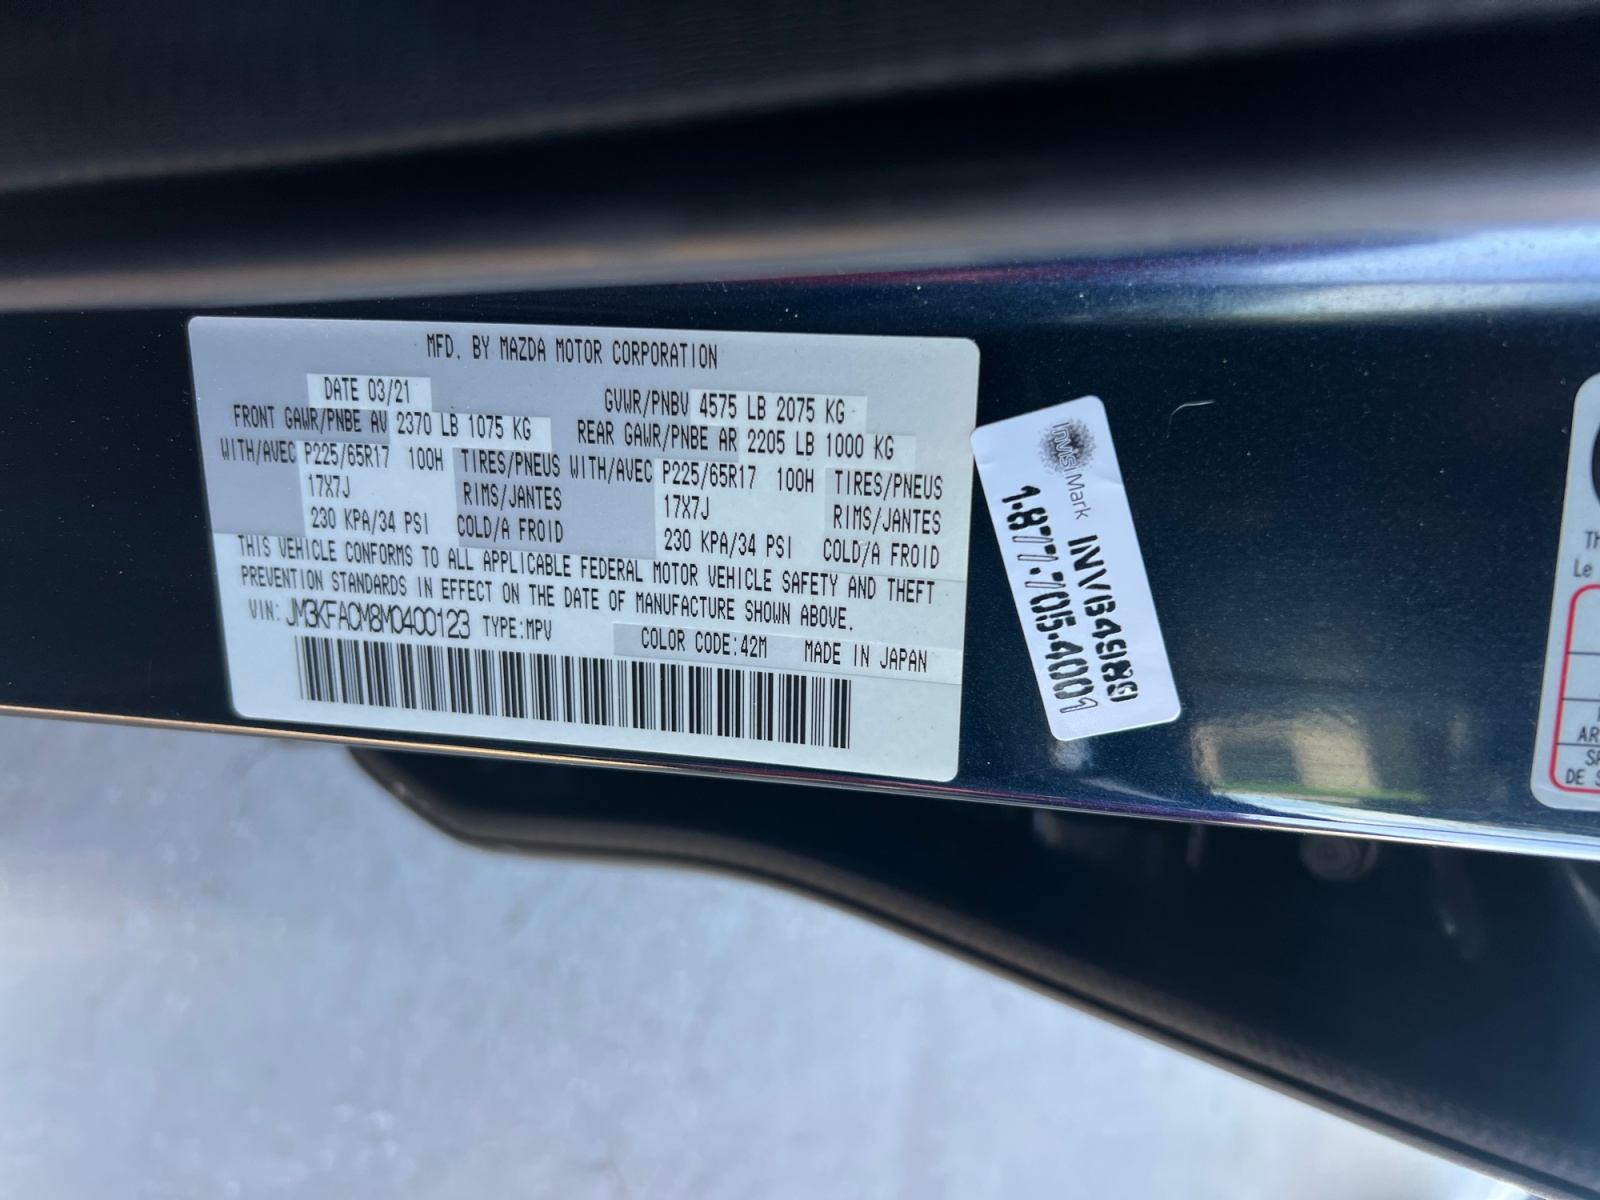 MFD. BY MAZDA MOTOR CORPORATION
DATE 03/21 GVWR/PNBV 4575 LB 2075 KG
FRONT GAWR/PNBE AV 2370 LB 1075 KG REAR GAWR/PNBE AR 2205 LB 1000 KG
WITH/AVEC P225/65R17 100H TIRES/PNEUS WITH/AVEC P225/65R17 100H TIRES/PNEUS
17X7J RIMS/JANTES 17X7J RIMS/JANTES
230 KPA/34 PSI COLD/A FROID 230 KPA/34 PSI COLD/A FROID
THIS VEHICLE CONFORMS TO ALL APPLICABLE FEDERAL MOTOR VEHICLE SAFETY AND THEFT
PREVENTION STANDARDS IN EFFECT ON THE DATE OF MANUFACTURE SHOWN ABOVE.
VIN: JM3KFACM8M0400123 TYPE:MPV
COLOR CODE:42M MADE IN JAPAN
InvisiMark
1·877·705·4001
Le
AR
DE S